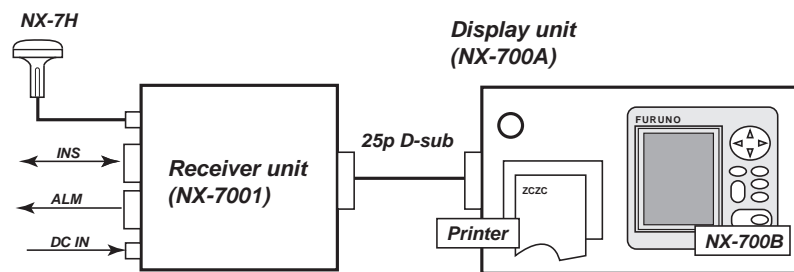 NX-7H
Display unit
(NX-700A)
FURUNO
25p D-sub
INS
Receiver unit
(NX-7001)
ZCZC
ALM
Printer
NX-700B
DC IN